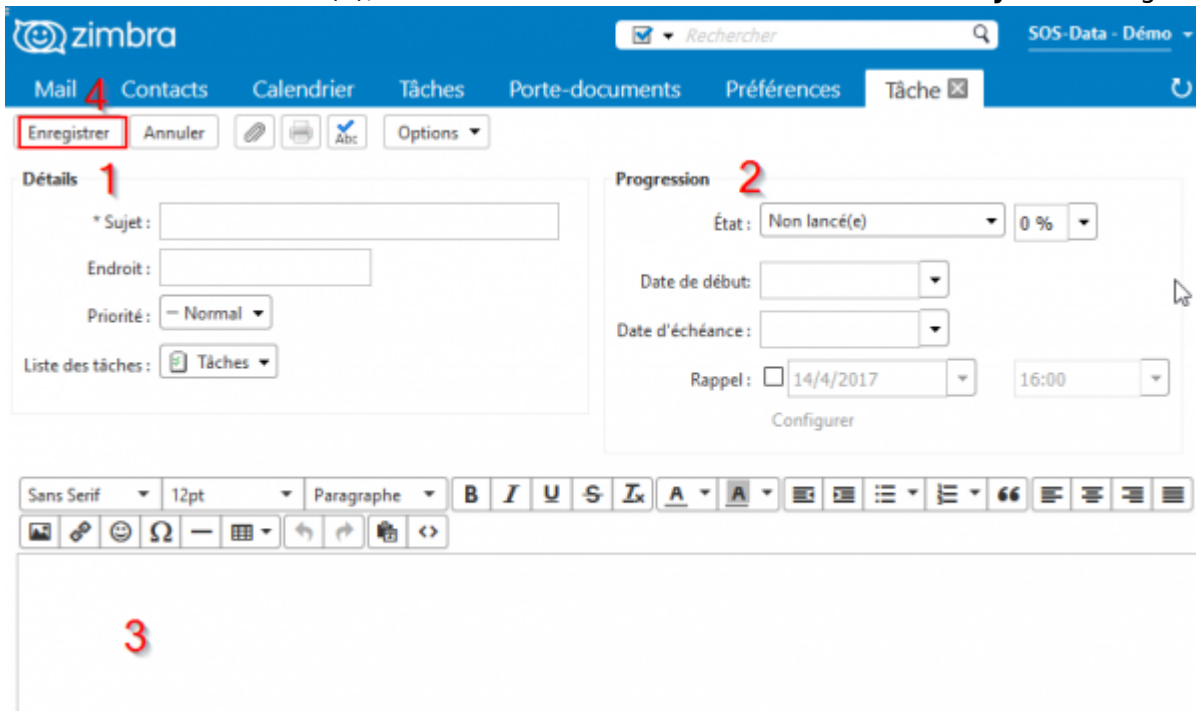 zimbra Rechercher SOS-Data - Démo
Mail 4 Contacts Calendrier Tâches Porte-documents Préférences Tâche
Enregistrer Annuler Abc Options
Détails 1 Progression 2
* Sujet : État : Non lancé(e) 0 %
Endroit : Date de début:
Priorité : – Normal Date d'échéance :
Liste des tâches : Tâches Rappel : 14/4/2017 16:00
Configurer
Sans Serif 12pt Paragraphe B I U S Tx A A
Ω
3